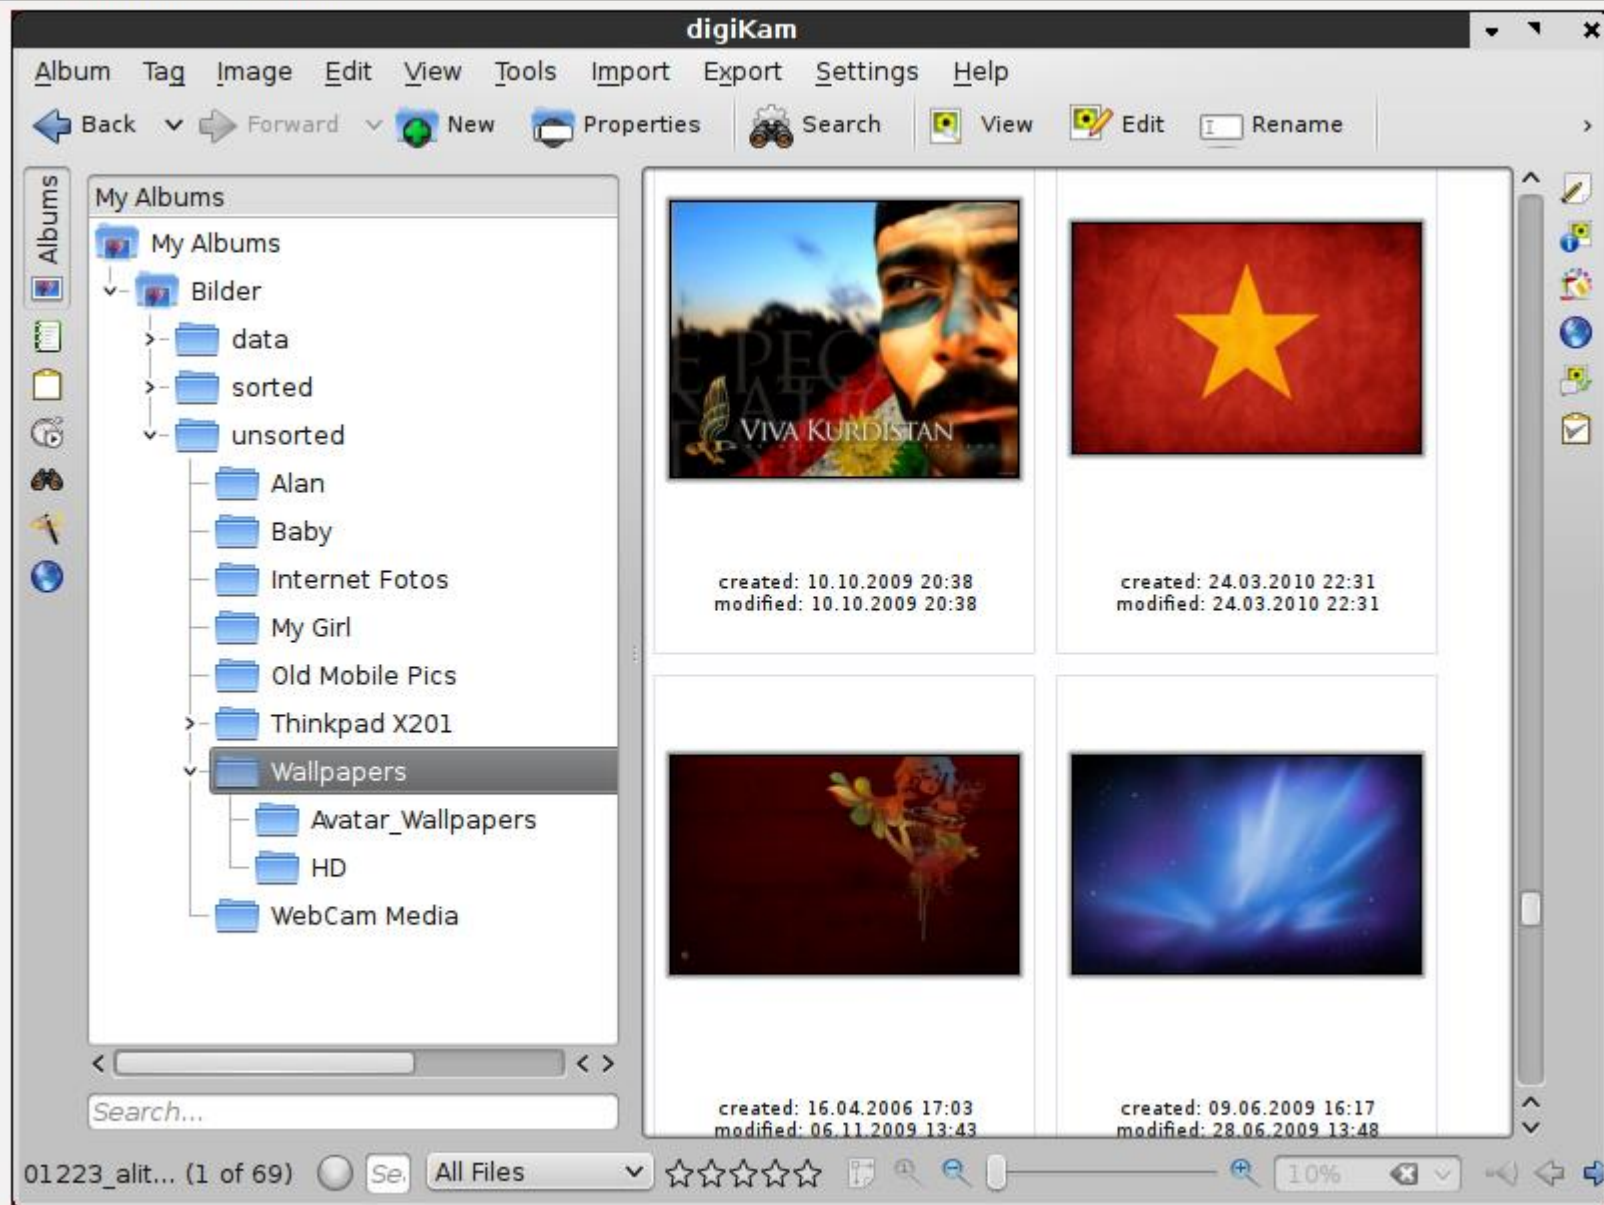 digiKam
Album Tag Image Edit View Tools Import Export Settings Help
Back Forward New Properties Search View Edit Rename
Albums
My Albums
My Albums
Bilder
data
sorted
unsorted
Alan
Baby
Internet Fotos
My Girl
Old Mobile Pics
Thinkpad X201
Wallpapers
Avatar_Wallpapers
HD
WebCam Media
Search...
VIVA KURDISTAN
created: 10.10.2009 20:38
modified: 10.10.2009 20:38
created: 24.03.2010 22:31
modified: 24.03.2010 22:31
created: 16.04.2006 17:03
modified: 06.11.2009 13:43
created: 09.06.2009 16:17
modified: 28.06.2009 13:48
01223_alit... (1 of 69) Se. All Files 10%